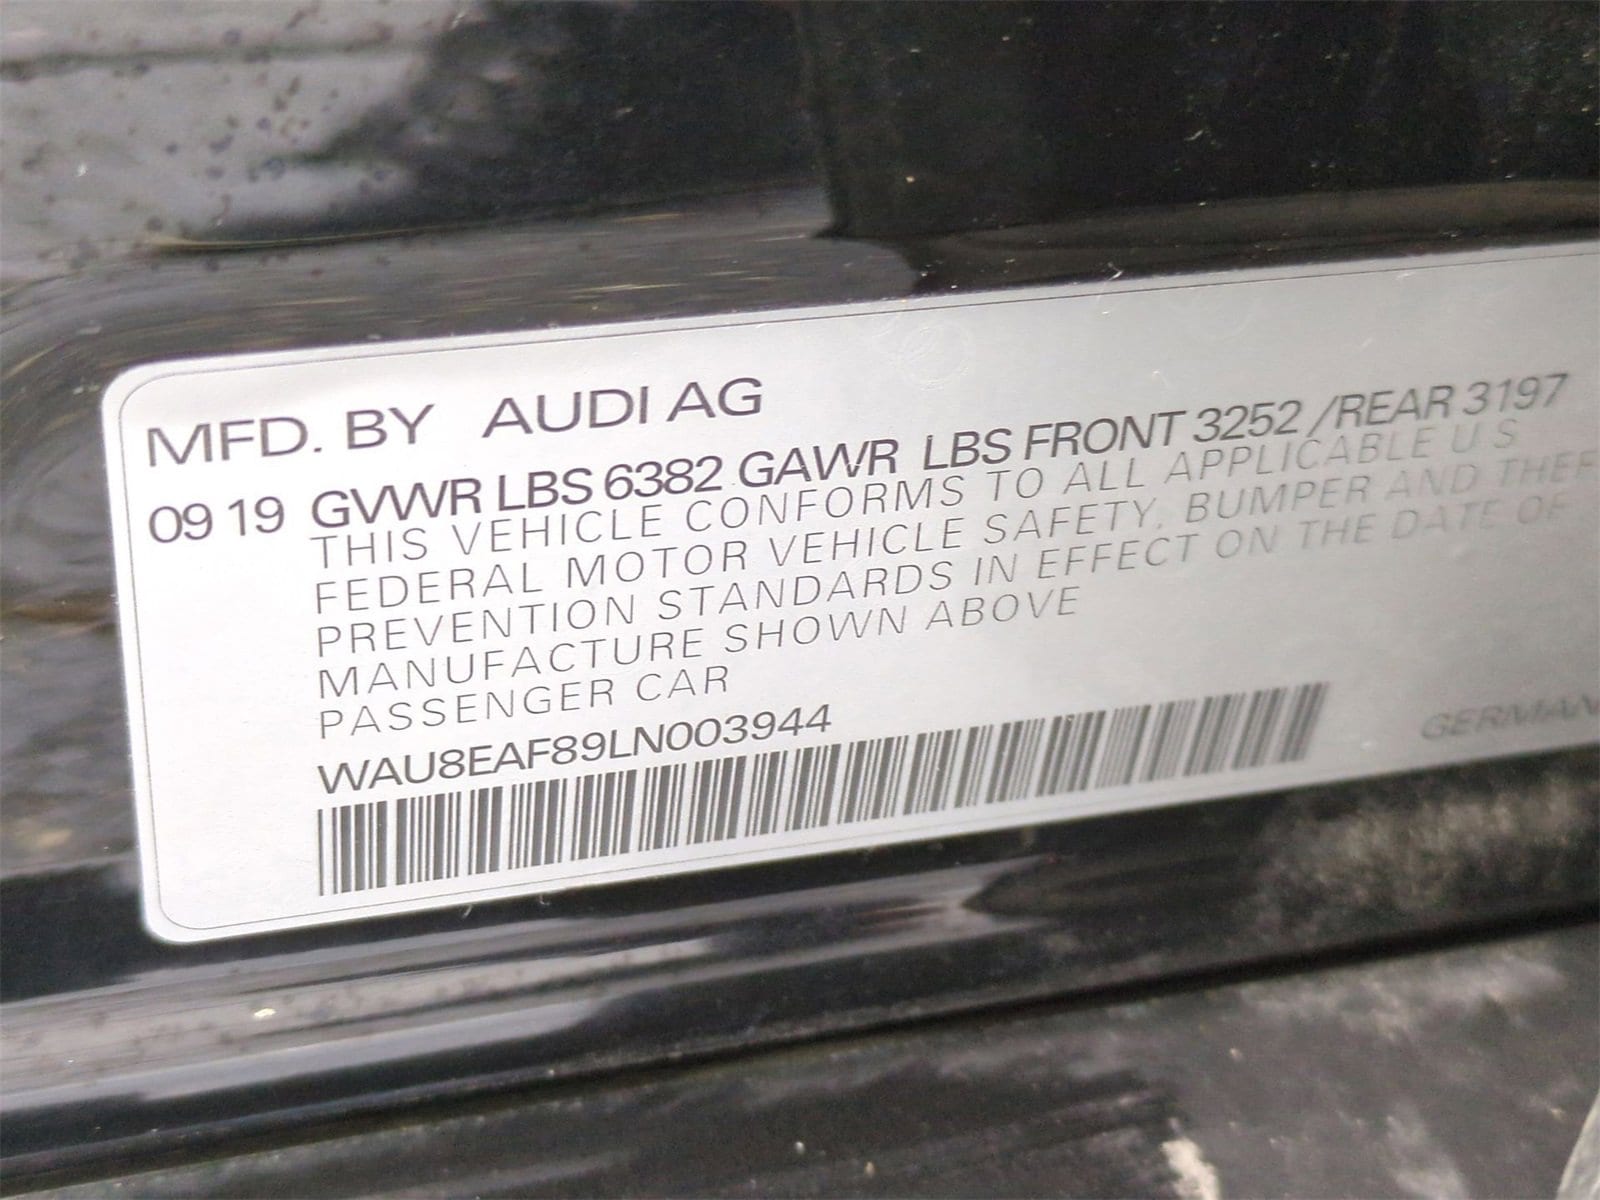 MFD. BY AUDI AG
09 19 GVWR LBS 6382 GAWR LBS FRONT 3252 /REAR 3197
THIS VEHICLE CONFORMS TO ALL APPLICABLE U S
FEDERAL MOTOR VEHICLE SAFETY, BUMPER AND THEF
PREVENTION STANDARDS IN EFFECT ON THE DATE OF
MANUFACTURE SHOWN ABOVE
PASSENGER CAR
WAU8EAF89LN003944
GERMAN